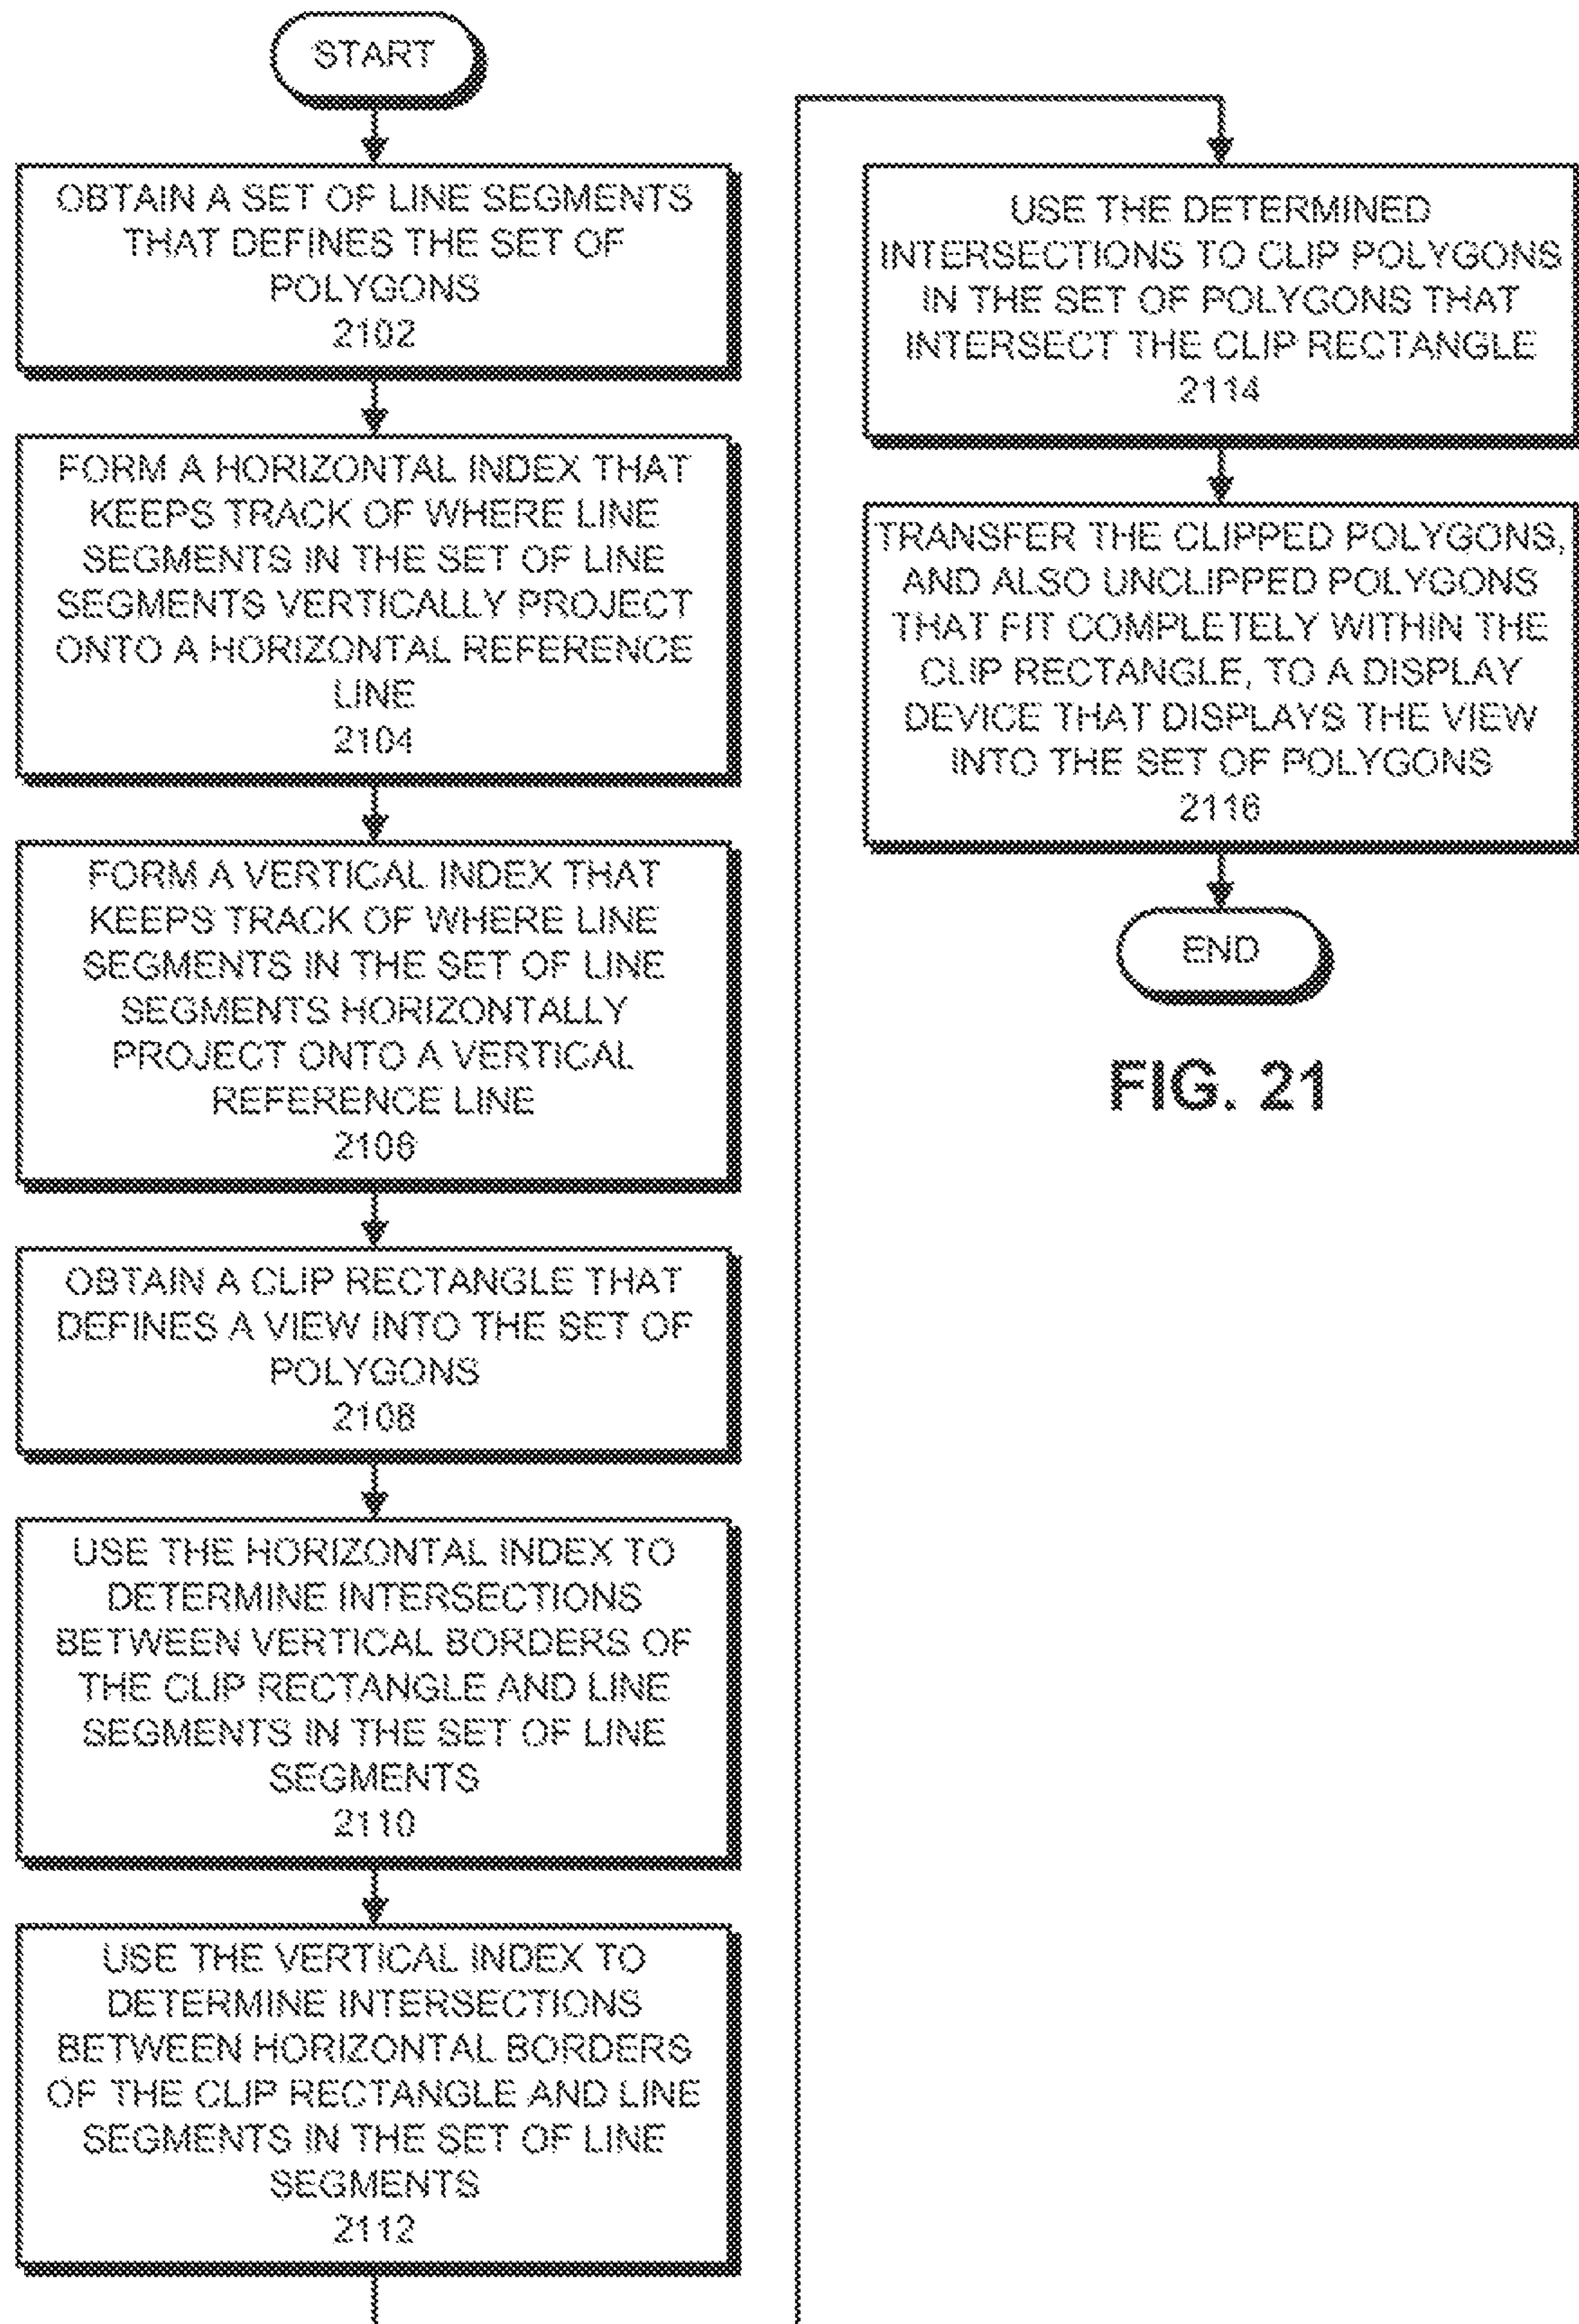 START
OBTAIN A SET OF LINE SEGMENTS
THAT DEFINES THE SET OF
POLYGONS
2102
FORM A HORIZONTAL INDEX THAT
KEEPS TRACK OF WHERE LINE
SEGMENTS IN THE SET OF LINE
SEGMENTS VERTICALLY PROJECT
ONTO A HORIZONTAL REFERENCE
LINE
2104
FORM A VERTICAL INDEX THAT
KEEPS TRACK OF WHERE LINE
SEGMENTS IN THE SET OF LINE
SEGMENTS HORIZONTALLY
PROJECT ONTO A VERTICAL
REFERENCE LINE
2106
OBTAIN A CLIP RECTANGLE THAT
DEFINES A VIEW INTO THE SET OF
POLYGONS
2108
USE THE HORIZONTAL INDEX TO
DETERMINE INTERSECTIONS
BETWEEN VERTICAL BORDERS OF
THE CLIP RECTANGLE AND LINE
SEGMENTS IN THE SET OF LINE
SEGMENTS
2110
USE THE VERTICAL INDEX TO
DETERMINE INTERSECTIONS
BETWEEN HORIZONTAL BORDERS
OF THE CLIP RECTANGLE AND LINE
SEGMENTS IN THE SET OF LINE
SEGMENTS
2112
USE THE DETERMINED
INTERSECTIONS TO CLIP POLYGONS
IN THE SET OF POLYGONS THAT
INTERSECT THE CLIP RECTANGLE
2114
TRANSFER THE CLIPPED POLYGONS,
AND ALSO UNCLIPPED POLYGONS
THAT FIT COMPLETELY WITHIN THE
CLIP RECTANGLE, TO A DISPLAY
DEVICE THAT DISPLAYS THE VIEW
INTO THE SET OF POLYGONS
2116
END
FIG. 21